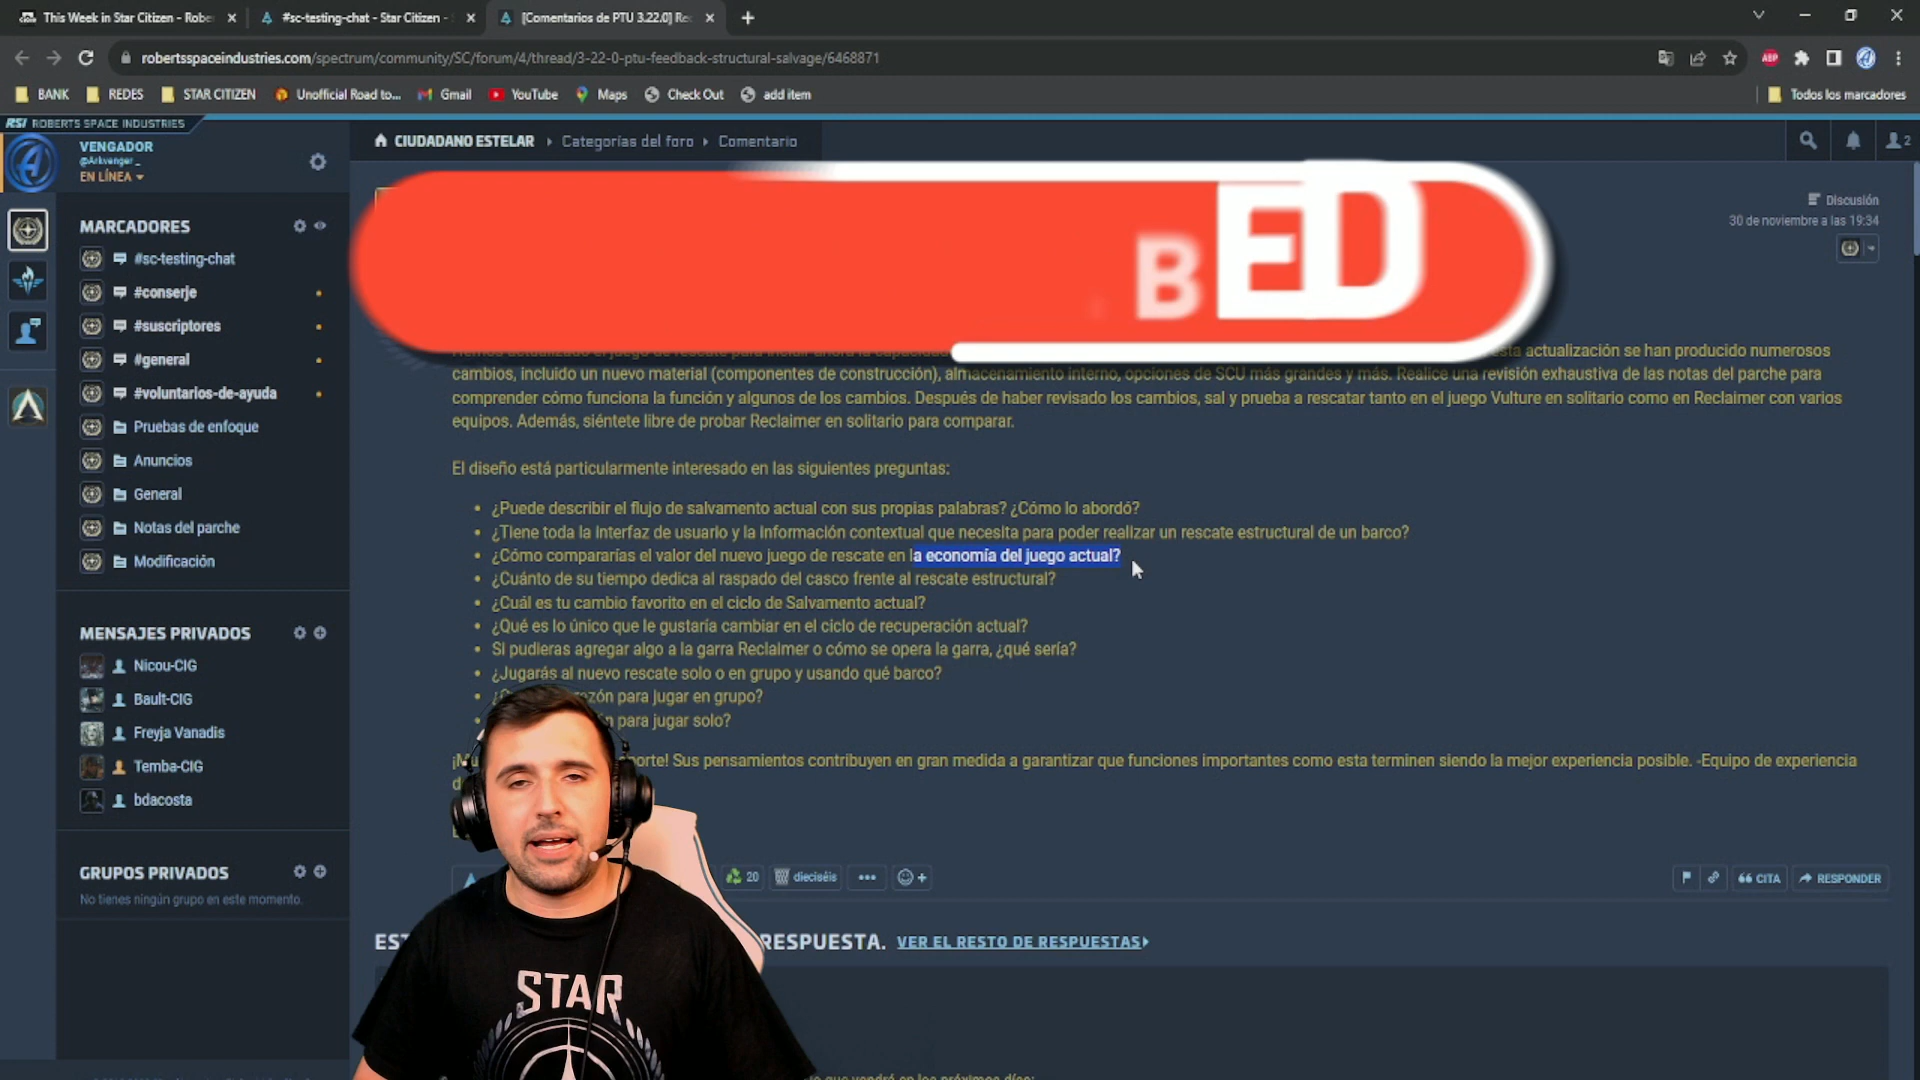 This Week in Star Citizen - Robe
#sc-testing-chat - Star Citizen -
[Comentarios de PTU 3.22.0] Re
robertsspaceindustries.com/spectrum/community/SC/forum/4/thread/3-22-0-ptu-feedback-structural-salvage/6468871
ABP
BANK
REDES
STAR CITIZEN
Unofficial Road to...
Gmail
YouTube
Maps
Check Out
add item
Todos los marcadores
RSI ROBERTS SPACE INDUSTRIES
VENGADOR
@Arkvenger_
EN LÍNEA
CIUDADANO ESTELAR
Categorías del foro
Comentario
2
Discusión
30 de noviembre a las 19:34
B ED
MARCADORES
#sc-testing-chat
#conserje
#suscriptores
#general
#voluntarios-de-ayuda
Pruebas de enfoque
Anuncios
General
Notas del parche
Modificación
MENSAJES PRIVADOS
Nicou-CIG
Bault-CIG
Freyja Vanadis
Temba-CIG
bdacosta
GRUPOS PRIVADOS
No tienes ningún grupo en este momento.
esta actualización se han producido numerosos
cambios, incluido un nuevo material (componentes de construcción), almacenamiento interno, opciones de SCU más grandes y más. Realice una revisión exhaustiva de las notas del parche para
comprender cómo funciona la función y algunos de los cambios. Después de haber revisado los cambios, sal y prueba a rescatar tanto en el juego Vulture en solitario como en Reclaimer con varios
equipos. Además, siéntete libre de probar Reclaimer en solitario para comparar.
El diseño está particularmente interesado en las siguientes preguntas:
¿Puede describir el flujo de salvamento actual con sus propias palabras? ¿Cómo lo abordó?
¿Tiene toda la interfaz de usuario y la información contextual que necesita para poder realizar un rescate estructural de un barco?
¿Cómo compararías el valor del nuevo juego de rescate en la economía del juego actual?
¿Cuánto de su tiempo dedica al raspado del casco frente al rescate estructural?
¿Cuál es tu cambio favorito en el ciclo de Salvamento actual?
¿Qué es lo único que le gustaría cambiar en el ciclo de recuperación actual?
Si pudieras agregar algo a la garra Reclaimer o cómo se opera la garra, ¿qué sería?
¿Jugarás al nuevo rescate solo o en grupo y usando qué barco?
para jugar en grupo?
para jugar solo?
Sus pensamientos contribuyen en gran medida a garantizar que funciones importantes como esta terminen siendo la mejor experiencia posible. -Equipo de experiencia
20
dieciséis
CITA
RESPONDER
RESPUESTA.
VER EL RESTO DE RESPUESTAS
STAR